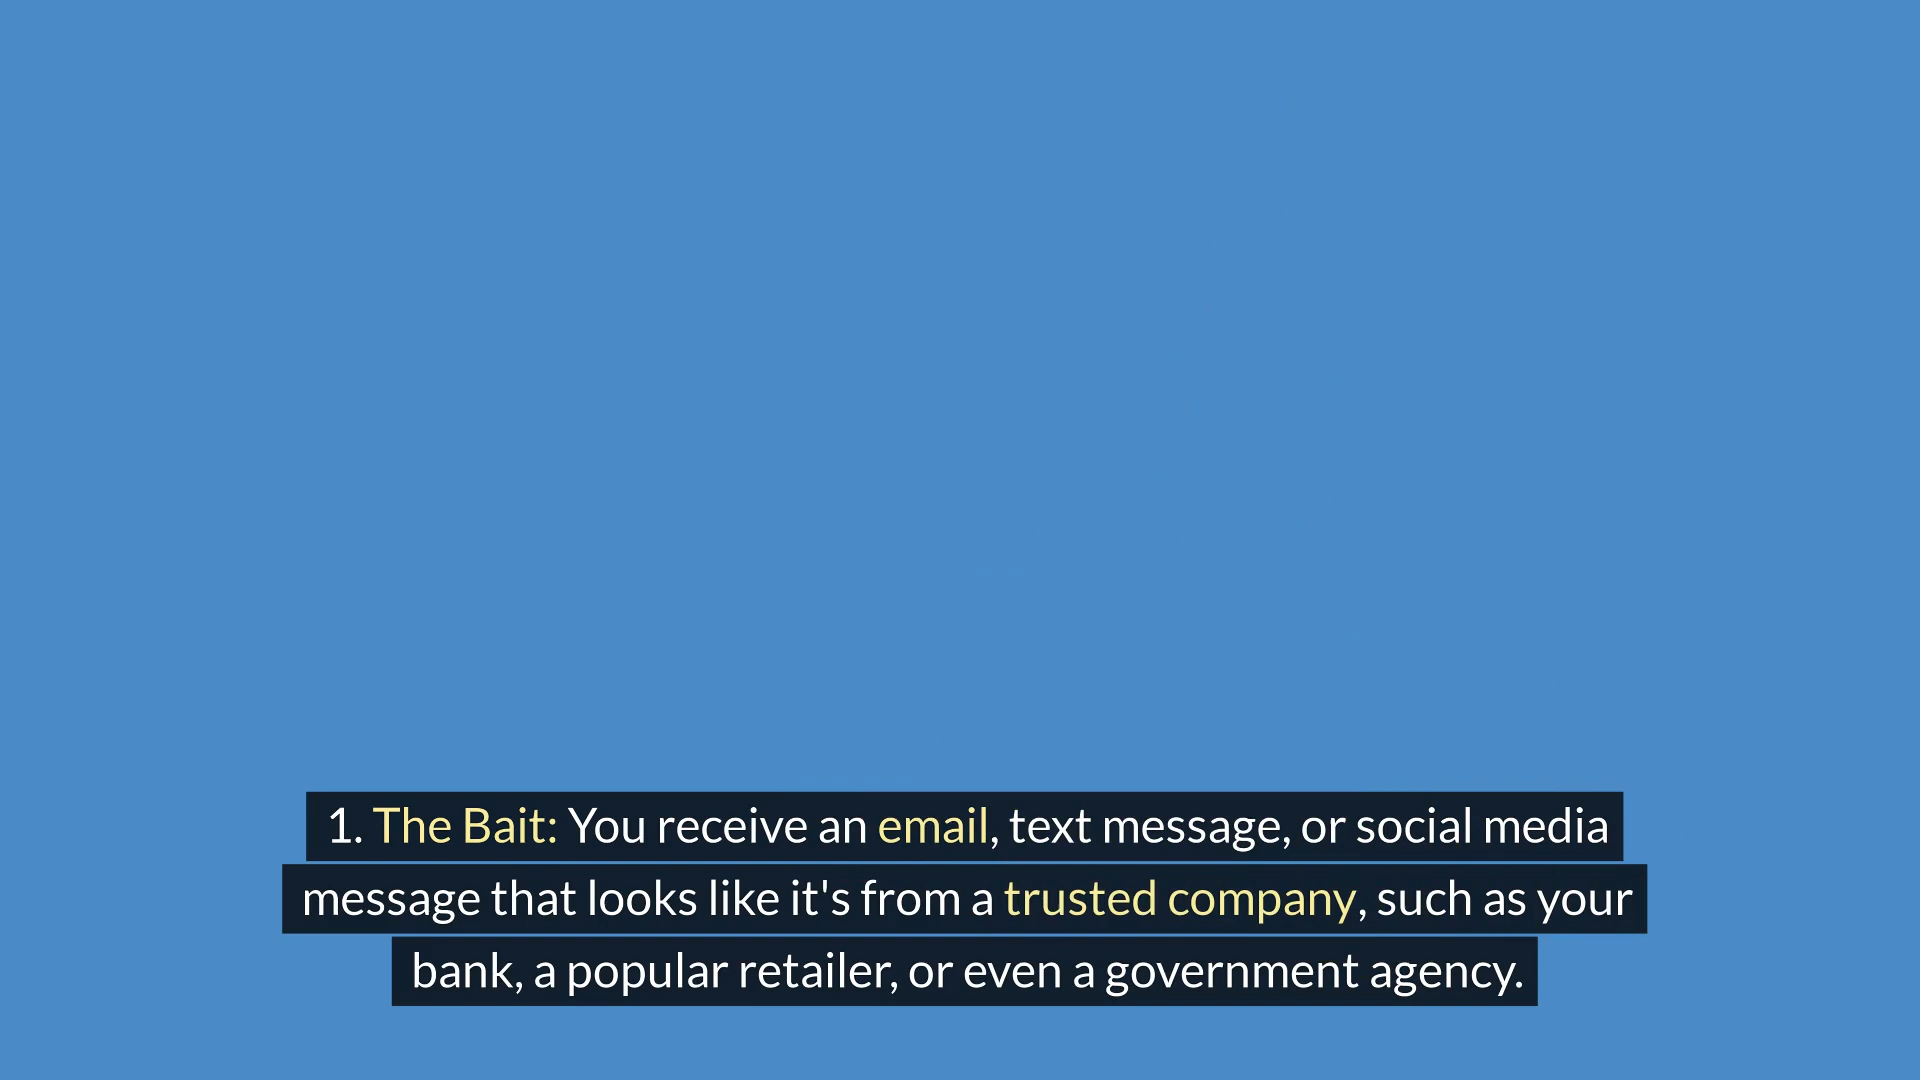 1. The Bait: You receive an email, text message, or social media
message that looks like it's from a trusted company, such as your
bank, a popular retailer, or even a government agency.